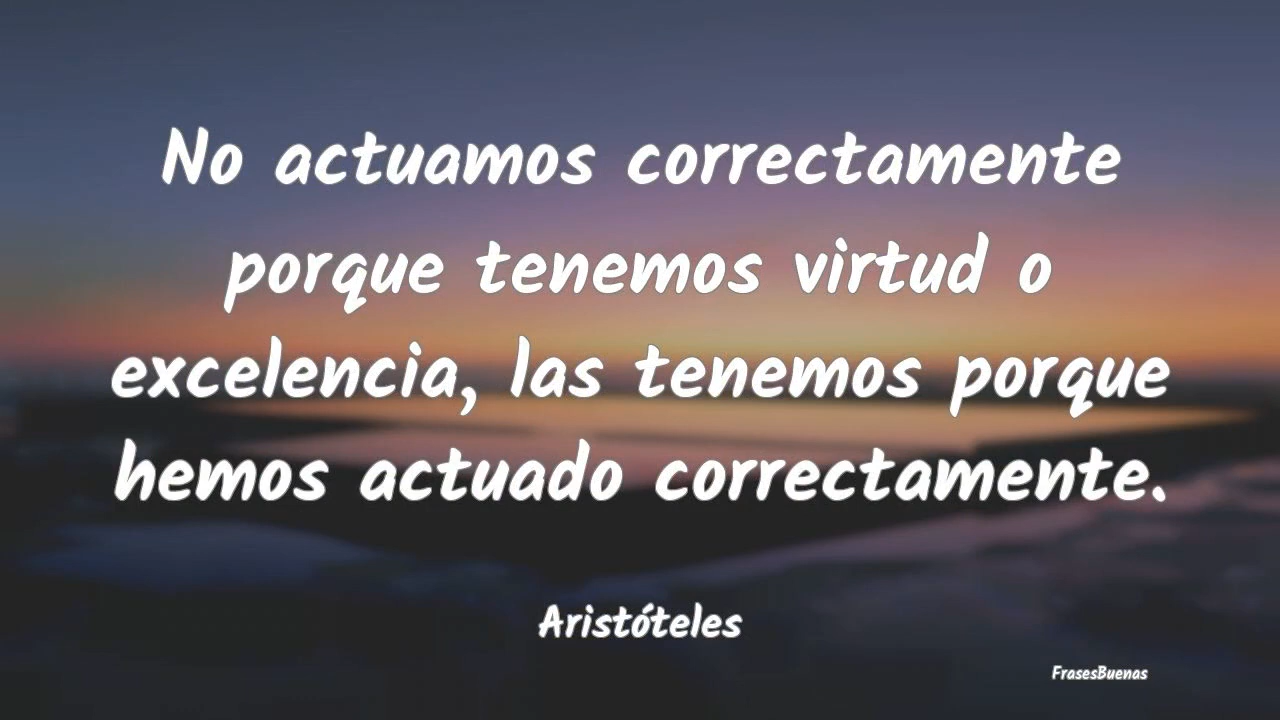 No actuamos correctamente
porque tenemos virtud o
excelencia, las tenemos porque
hemos actuado correctamente.
Aristóteles
FrasesBuenas